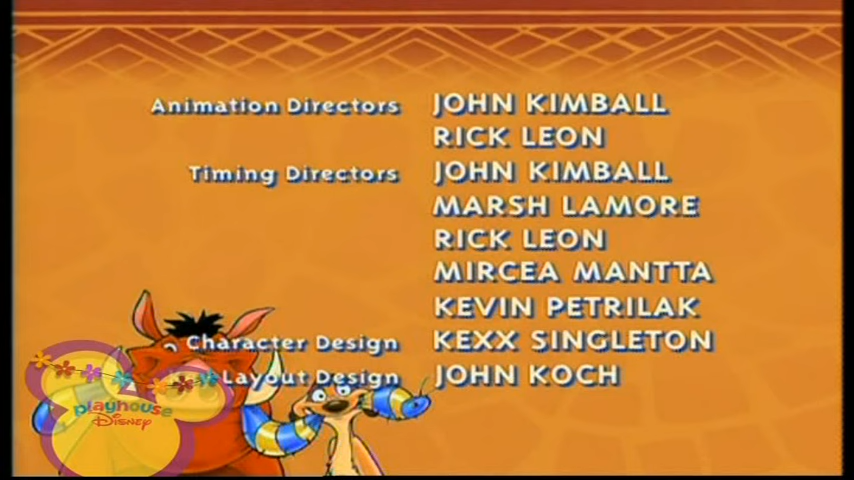 Animation Directors JOHN KIMBALL
RICK LEON
Timing Directors JOHN KIMBALL
MARSH LAMORE
RICK LEON
MIRCEA MANTTA
KEVIN PETRILAK
Character Design KEXX SINGLETON
Layout Design JOHN KOCH
playhouse
Disney